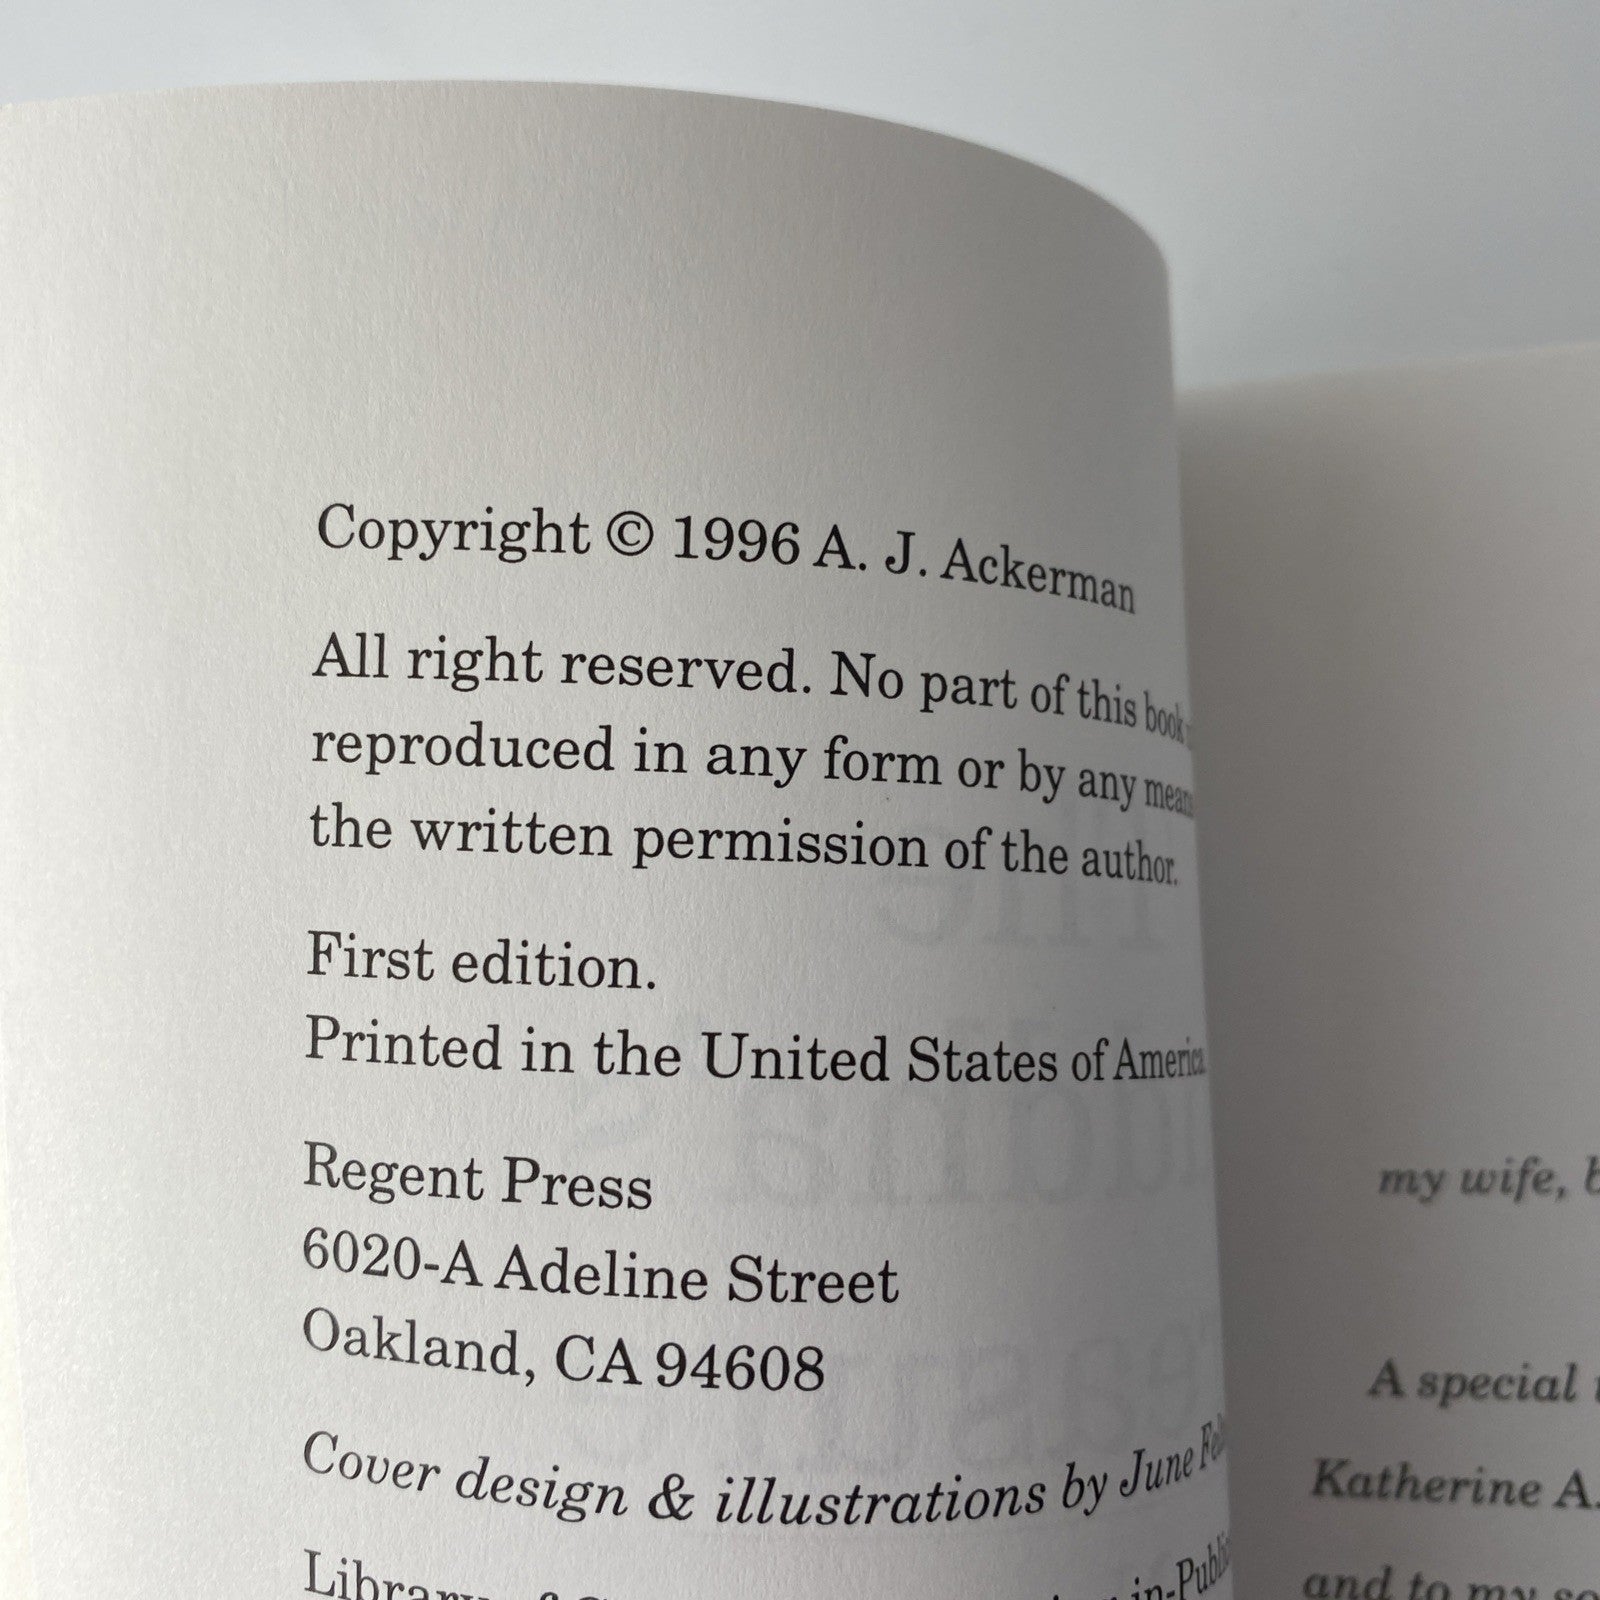 Copyright © 1996 A. J. Ackerman
All right reserved. No part of this book
reproduced in any form or by any means
the written permission of the author.
First edition.
Printed in the United States of America
Regent Press
6020-A Adeline Street
Oakland, CA 94608
Cover design & illustrations by June
Library of
my wife,
A special
Katherine A.
and to my